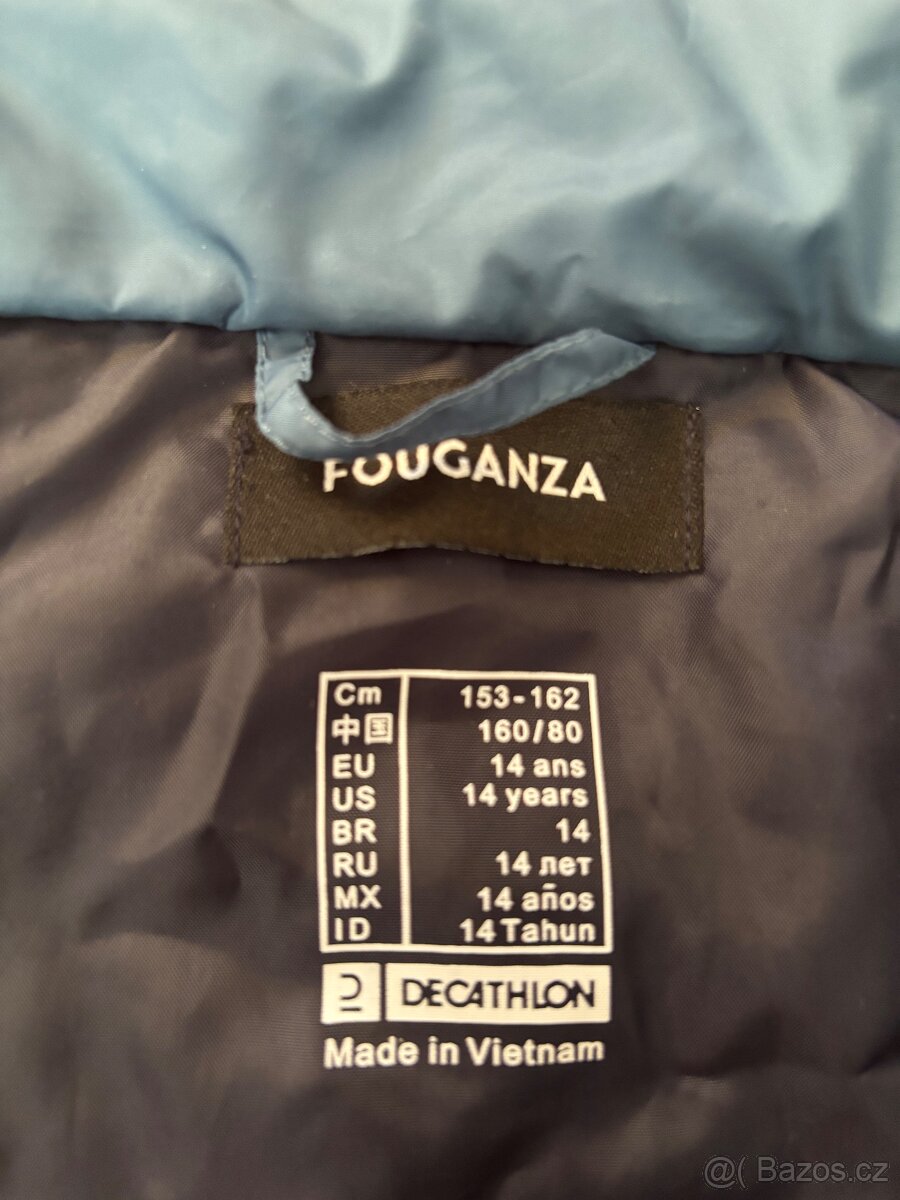 FOUGANZA
Cm 153-162
中国 160/80
EU 14 ans
US 14 years
BR 14
RU 14 лет
MX 14 años
ID 14 Tahun
DECATHLON
Made in Vietnam
@( Bazos.cz